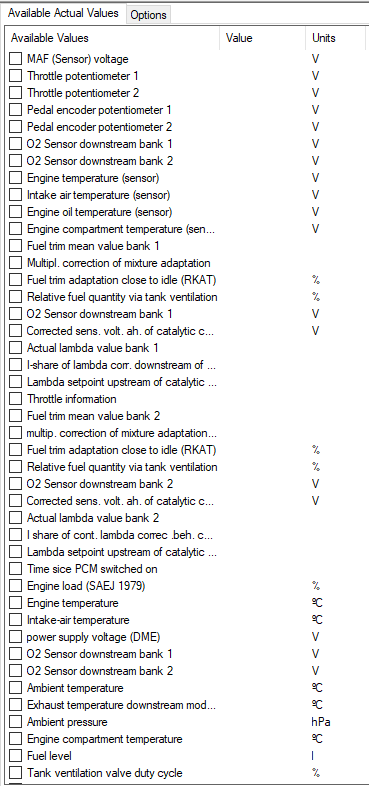 Available Actual Values Options
Available Values Value Units
MAF (Sensor) voltage V
Throttle potentiometer 1 V
Throttle potentiometer 2 V
Pedal encoder potentiometer 1 V
Pedal encoder potentiometer 2 V
O2 Sensor downstream bank 1 V
O2 Sensor downstream bank 2 V
Engine temperature (sensor) V
Intake air temperature (sensor) V
Engine oil temperature (sensor) V
Engine compartment temperature (sen... V
Fuel trim mean value bank 1
Multipl. correction of mixture adaptation
Fuel trim adaptation close to idle (RKAT) %
Relative fuel quantity via tank ventilation %
O2 Sensor downstream bank 1 V
Corrected sens. volt. ah. of catalytic c... V
Actual lambda value bank 1
I-share of lambda corr. downstream of ...
Lambda setpoint upstream of catalytic ...
Throttle information
Fuel trim mean value bank 2
multip. correction of mixture adaptation...
Fuel trim adaptation close to idle (RKAT) %
Relative fuel quantity via tank ventilation %
O2 Sensor downstream bank 2 V
Corrected sens. volt. ah. of catalytic c... V
Actual lambda value bank 2
I share of cont. lambda correc .beh. c...
Lambda setpoint upstream of catalytic ...
Time sice PCM switched on
Engine load (SAEJ 1979) %
Engine temperature ºC
Intake-air temperature ºC
power supply voltage (DME) V
O2 Sensor downstream bank 1 V
O2 Sensor downstream bank 2 V
Ambient temperature ºC
Exhaust temperature downstream mod... ºC
Ambient pressure hPa
Engine compartment temperature ºC
Fuel level l
Tank ventilation valve duty cycle %